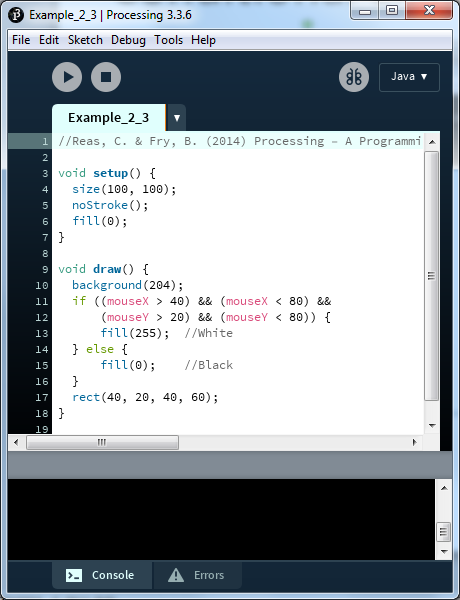 Example_2_3 | Processing 3.3.6
File Edit Sketch Debug Tools Help
Java ▾
Example_2_3 ▾
1 //Reas, C. & Fry, B. (2014) Processing – A Programmi
2
3 void setup() {
4   size(100, 100);
5   noStroke();
6   fill(0);
7 }
8
9 void draw() {
10   background(204);
11   if ((mouseX > 40) && (mouseX < 80) &&
12       (mouseY > 20) && (mouseY < 80)) {
13       fill(255);  //White
14   } else {
15       fill(0);    //Black
16   }
17   rect(40, 20, 40, 60);
18 }
19
Console Errors